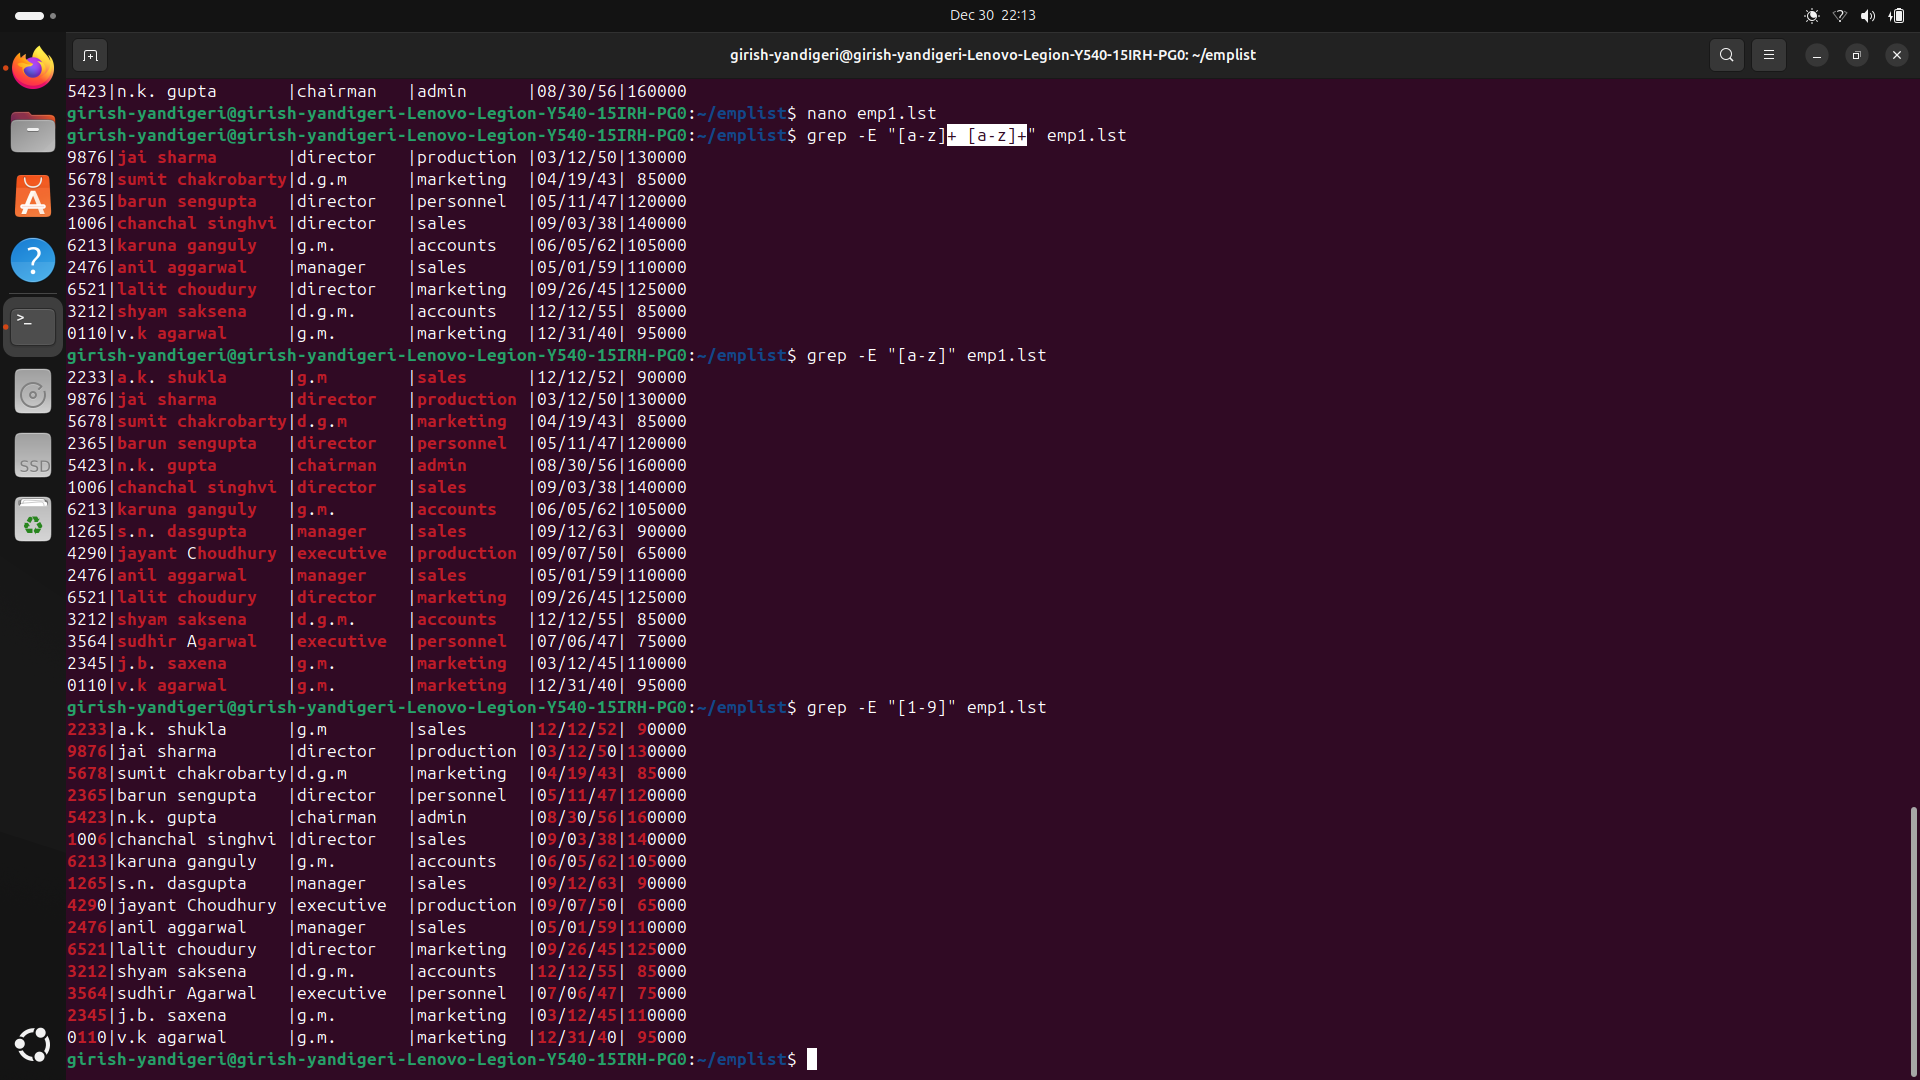 Dec 30  22:13
girish-yandigeri@girish-yandigeri-Lenovo-Legion-Y540-15IRH-PG0: ~/emplist
5423|n.k. gupta       |chairman   |admin      |08/30/56|160000
girish-yandigeri@girish-yandigeri-Lenovo-Legion-Y540-15IRH-PG0:~/emplist$ nano emp1.lst
girish-yandigeri@girish-yandigeri-Lenovo-Legion-Y540-15IRH-PG0:~/emplist$ grep -E "[a-z]+ [a-z]+" emp1.lst
9876|jai sharma       |director   |production |03/12/50|130000
5678|sumit chakrobarty|d.g.m      |marketing  |04/19/43| 85000
2365|barun sengupta   |director   |personnel  |05/11/47|120000
1006|chanchal singhvi |director   |sales      |09/03/38|140000
6213|karuna ganguly   |g.m.       |accounts   |06/05/62|105000
2476|anil aggarwal    |manager    |sales      |05/01/59|110000
6521|lalit choudury   |director   |marketing  |09/26/45|125000
3212|shyam saksena    |d.g.m.     |accounts   |12/12/55| 85000
0110|v.k agarwal      |g.m.       |marketing  |12/31/40| 95000
girish-yandigeri@girish-yandigeri-Lenovo-Legion-Y540-15IRH-PG0:~/emplist$ grep -E "[a-z]" emp1.lst
2233|a.k. shukla      |g.m        |sales      |12/12/52| 90000
9876|jai sharma       |director   |production |03/12/50|130000
5678|sumit chakrobarty|d.g.m      |marketing  |04/19/43| 85000
2365|barun sengupta   |director   |personnel  |05/11/47|120000
5423|n.k. gupta       |chairman   |admin      |08/30/56|160000
1006|chanchal singhvi |director   |sales      |09/03/38|140000
6213|karuna ganguly   |g.m.       |accounts   |06/05/62|105000
1265|s.n. dasgupta    |manager    |sales      |09/12/63| 90000
4290|jayant Choudhury |executive  |production |09/07/50| 65000
2476|anil aggarwal    |manager    |sales      |05/01/59|110000
6521|lalit choudury   |director   |marketing  |09/26/45|125000
3212|shyam saksena    |d.g.m.     |accounts   |12/12/55| 85000
3564|sudhir Agarwal   |executive  |personnel  |07/06/47| 75000
2345|j.b. saxena      |g.m.       |marketing  |03/12/45|110000
0110|v.k agarwal      |g.m.       |marketing  |12/31/40| 95000
girish-yandigeri@girish-yandigeri-Lenovo-Legion-Y540-15IRH-PG0:~/emplist$ grep -E "[1-9]" emp1.lst
2233|a.k. shukla      |g.m        |sales      |12/12/52| 90000
9876|jai sharma       |director   |production |03/12/50|130000
5678|sumit chakrobarty|d.g.m      |marketing  |04/19/43| 85000
2365|barun sengupta   |director   |personnel  |05/11/47|120000
5423|n.k. gupta       |chairman   |admin      |08/30/56|160000
1006|chanchal singhvi |director   |sales      |09/03/38|140000
6213|karuna ganguly   |g.m.       |accounts   |06/05/62|105000
1265|s.n. dasgupta    |manager    |sales      |09/12/63| 90000
4290|jayant Choudhury |executive  |production |09/07/50| 65000
2476|anil aggarwal    |manager    |sales      |05/01/59|110000
6521|lalit choudury   |director   |marketing  |09/26/45|125000
3212|shyam saksena    |d.g.m.     |accounts   |12/12/55| 85000
3564|sudhir Agarwal   |executive  |personnel  |07/06/47| 75000
2345|j.b. saxena      |g.m.       |marketing  |03/12/45|110000
0110|v.k agarwal      |g.m.       |marketing  |12/31/40| 95000
girish-yandigeri@girish-yandigeri-Lenovo-Legion-Y540-15IRH-PG0:~/emplist$
SSD